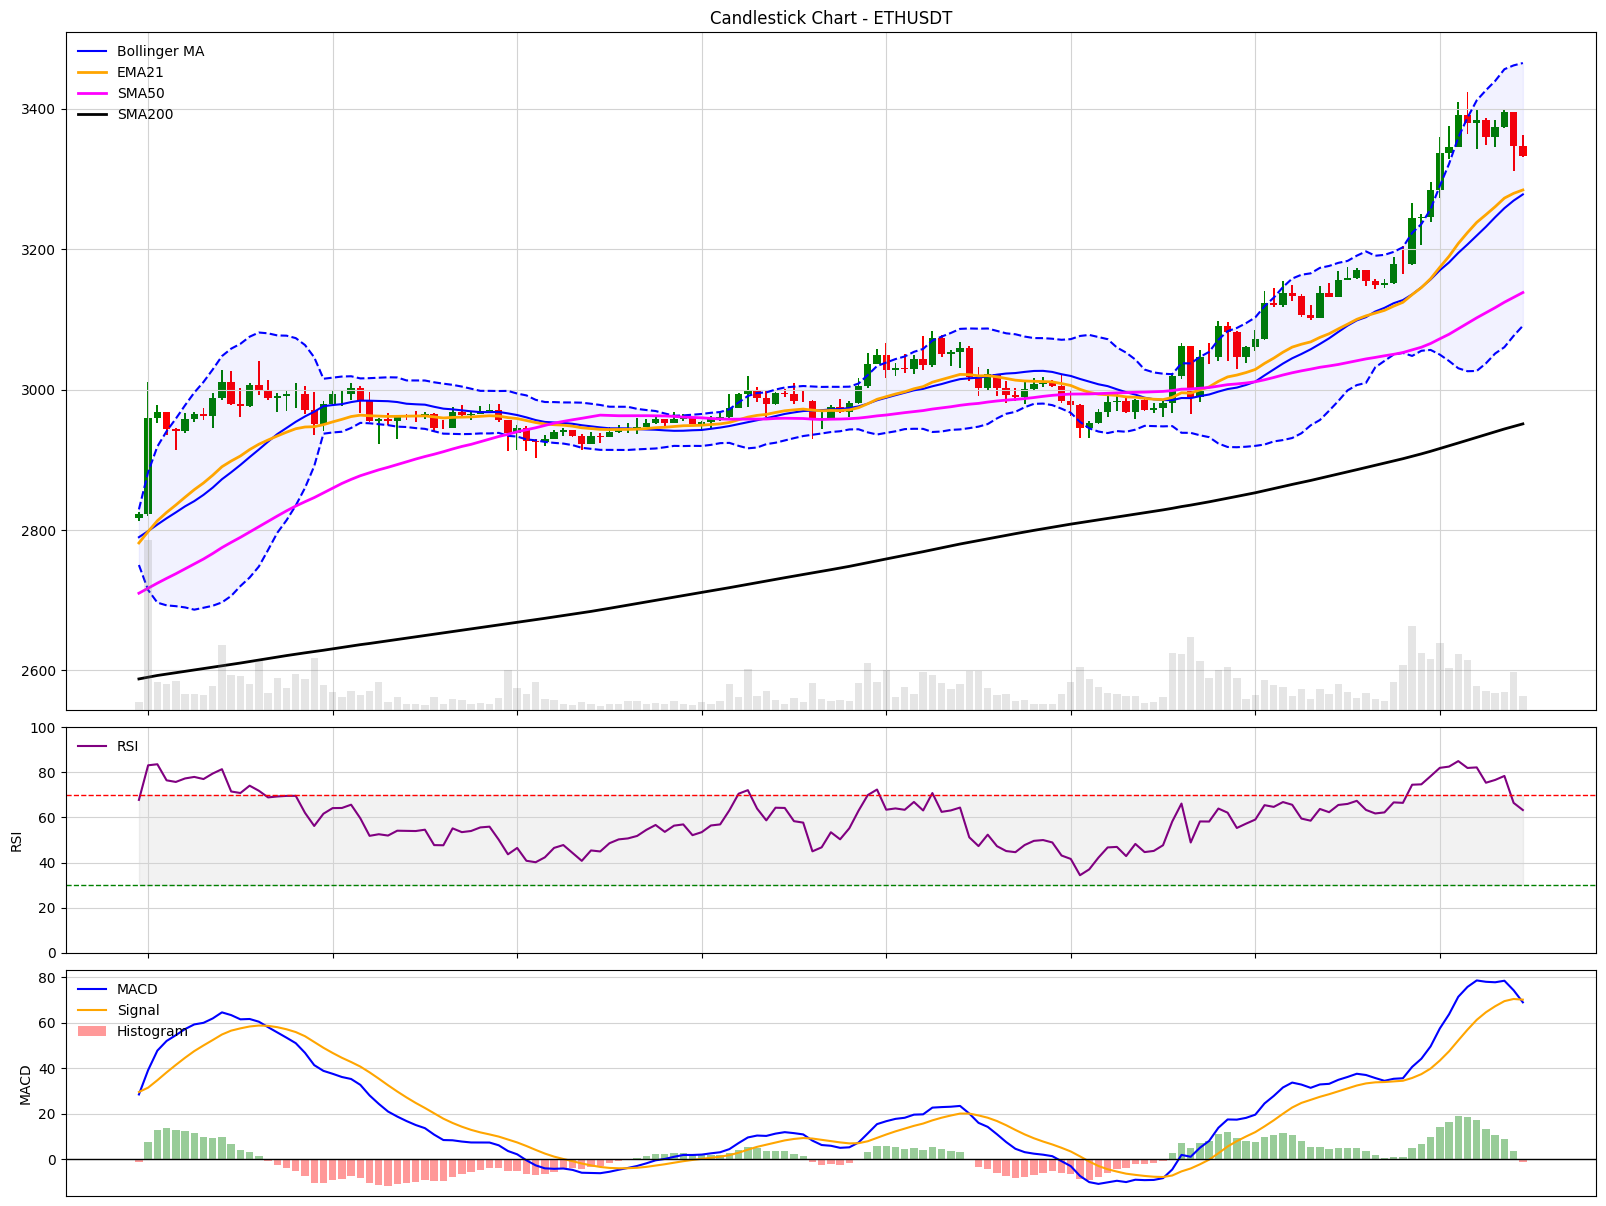 Candlestick Chart - ETHUSDT
Bollinger MA
EMA21
SMA50
SMA200
3400
3200
3000
2800
2600
100
80
60
40
20
0
RSI
RSI
80
60
40
20
0
MACD
MACD
Signal
Histogram